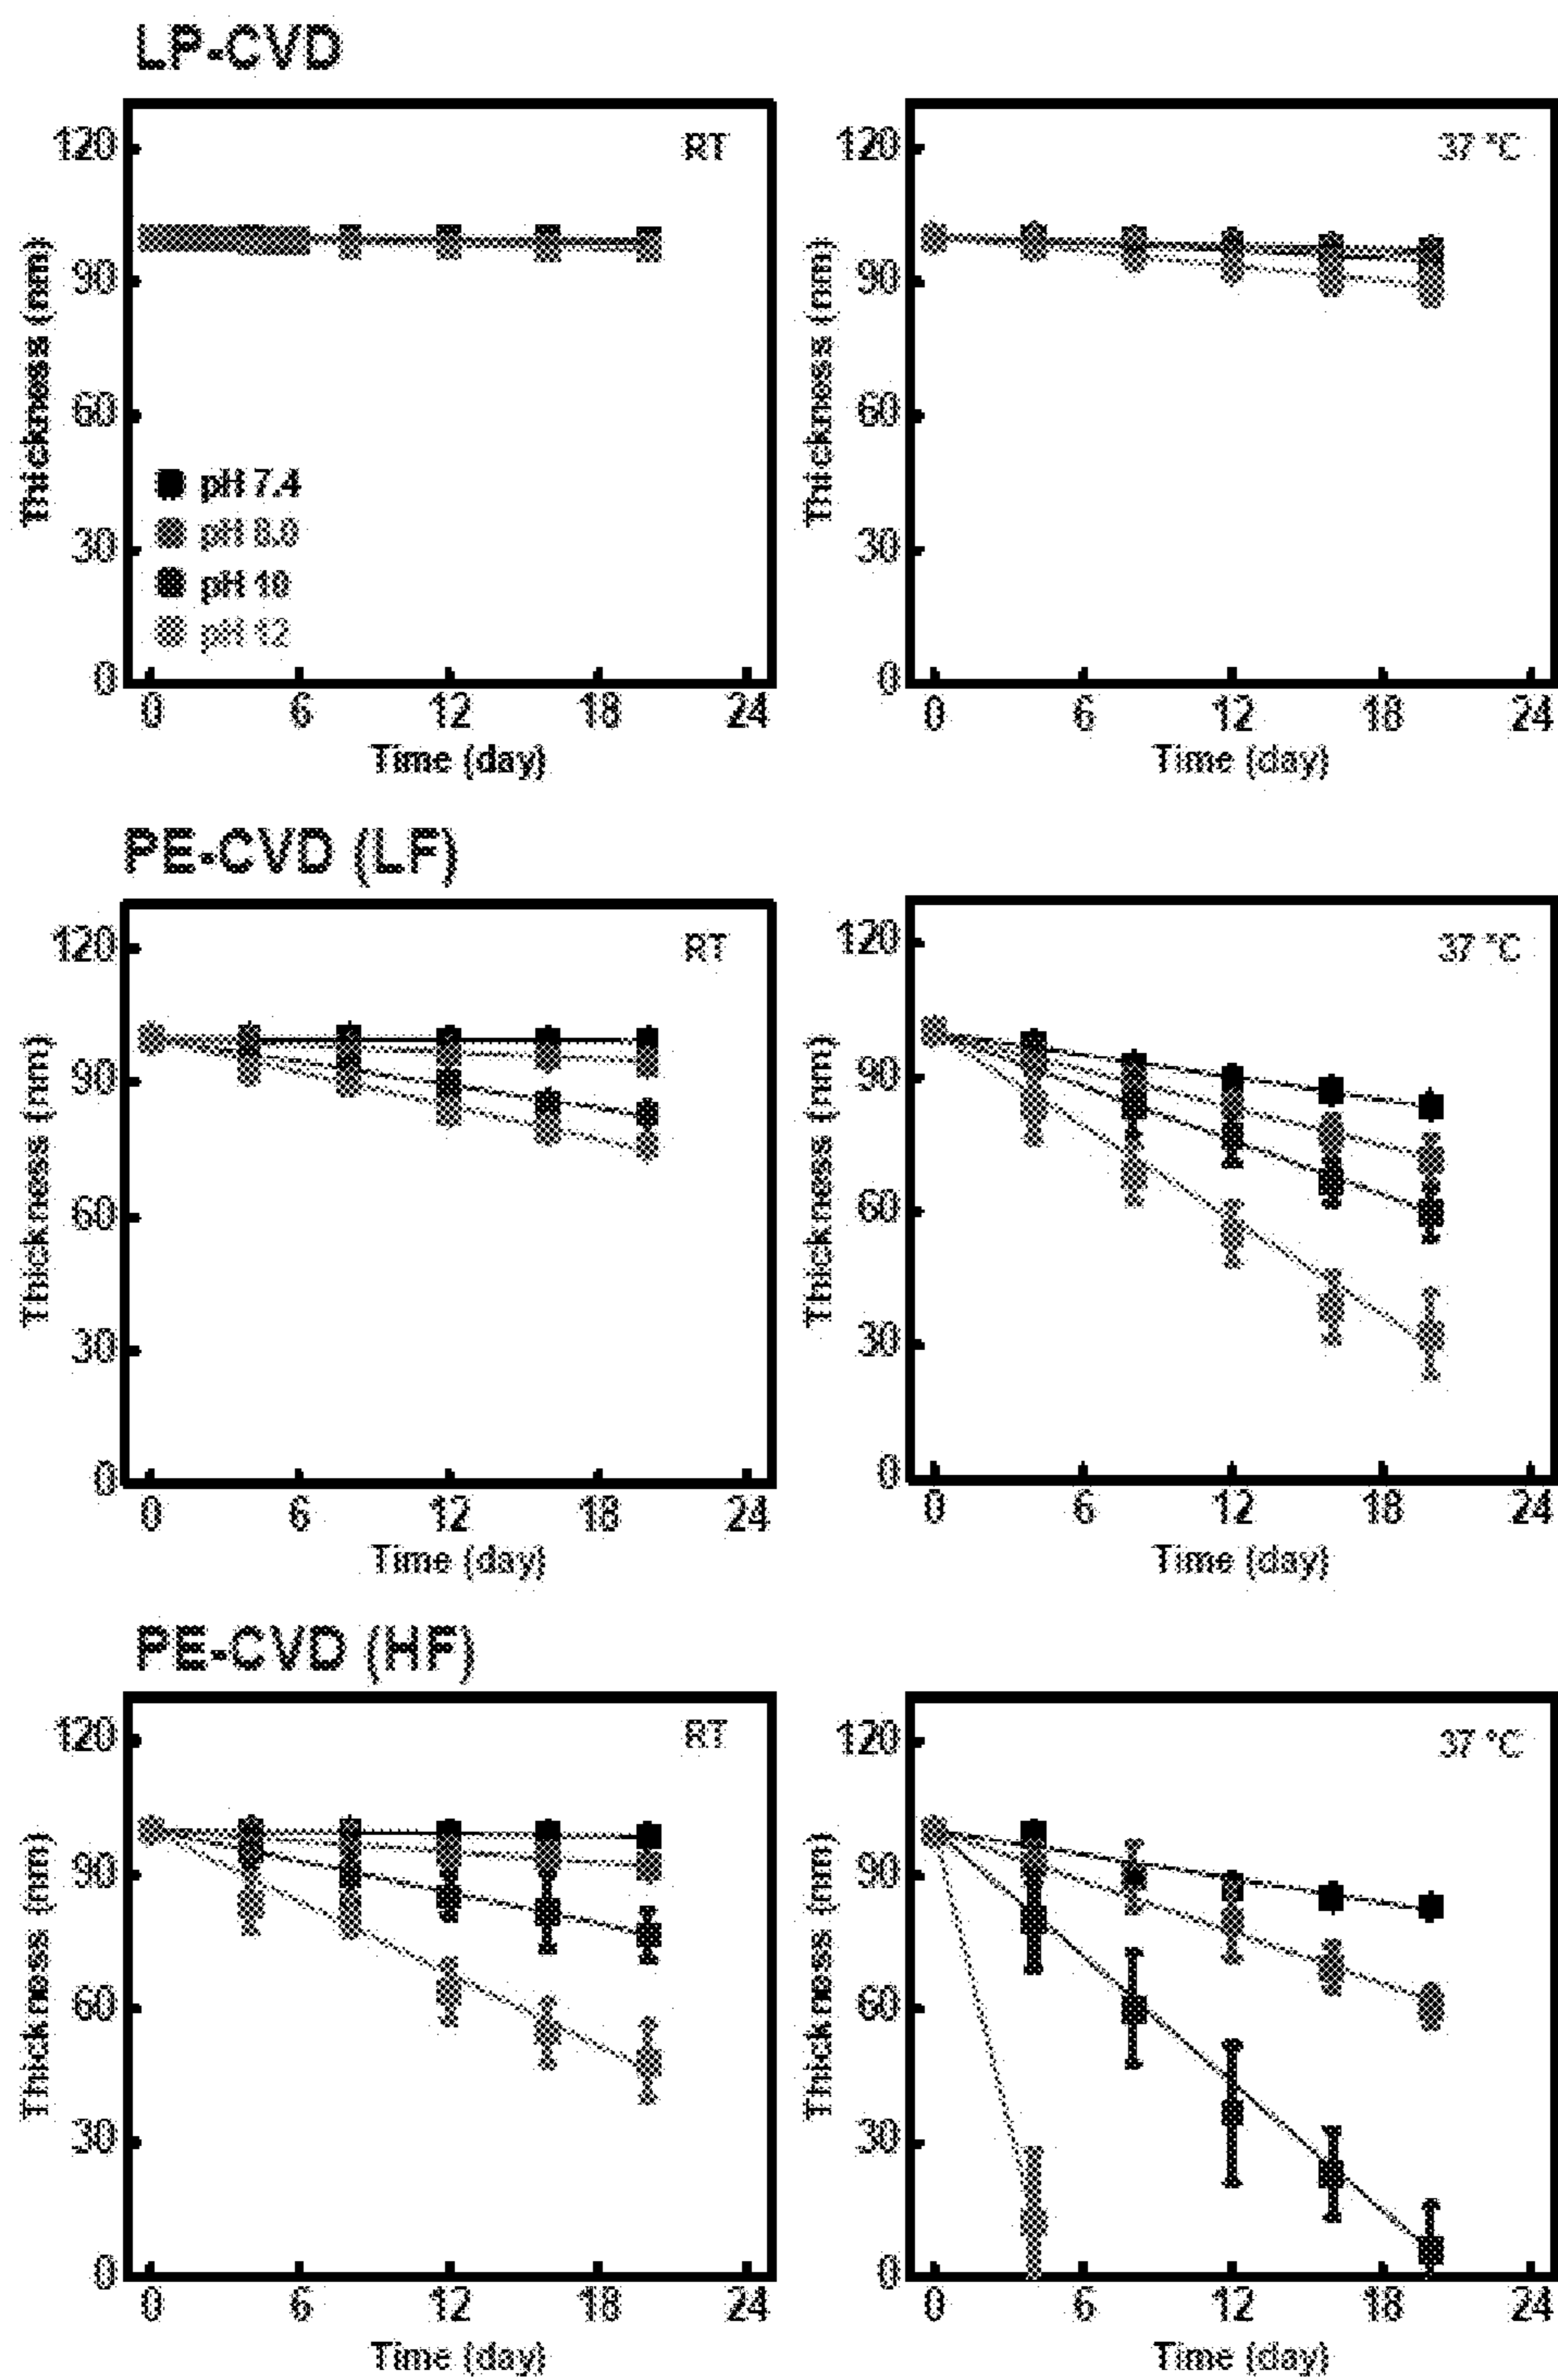 LP-CVD
120
90
60
30
0
Thickness (nm)
RT
pH 7.4
pH 8.0
pH 10
pH 12
0 6 12 18 24
Time (day)
120
90
60
30
0
Thickness (nm)
37 °C
0 6 12 18 24
Time (day)
PE-CVD (LF)
120
90
60
30
0
Thickness (nm)
RT
0 6 12 18 24
Time (day)
120
90
60
30
0
Thickness (nm)
37 °C
0 6 12 18 24
Time (day)
PE-CVD (HF)
120
90
60
30
0
Thickness (nm)
RT
0 6 12 18 24
Time (day)
120
90
60
30
0
Thickness (nm)
37 °C
0 6 12 18 24
Time (day)